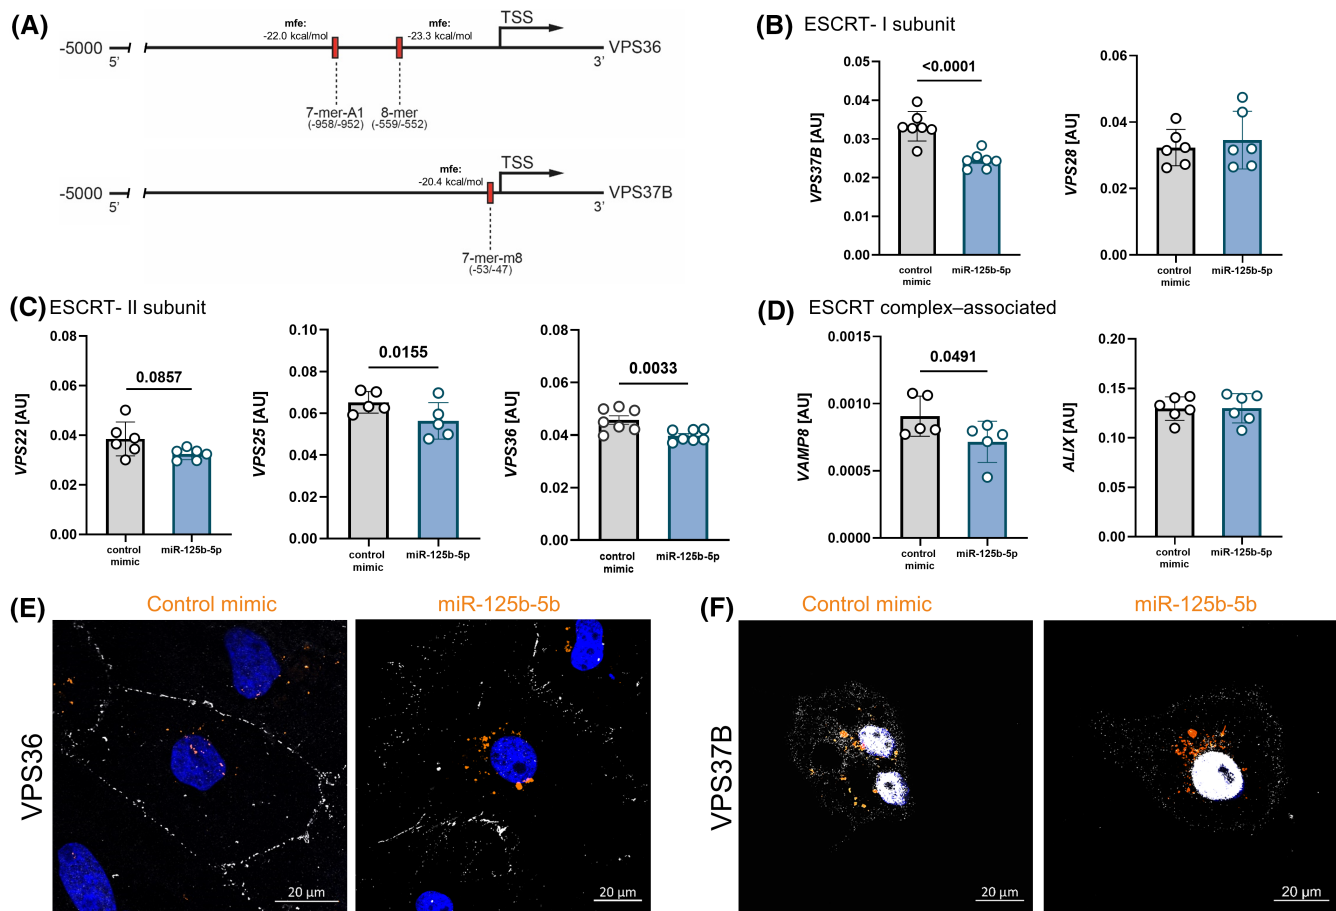 (A)
mfe:
-22.0 kcal/mol
mfe:
-23.3 kcal/mol
TSS
-5000
5'
3'
VPS36
7-mer-A1
(-958/-952)
8-mer
(-559/-552)
mfe:
-20.4 kcal/mol
TSS
-5000
5'
3'
VPS37B
7-mer-m8
(-53/-47)
(B) ESCRT- I subunit
VPS37B [AU]
0.05
0.04
0.03
0.02
0.01
0.00
<0.0001
control mimic
miR-125b-5p
VPS28 [AU]
0.06
0.04
0.02
0.00
control mimic
miR-125b-5p
(C) ESCRT- II subunit
VPS22 [AU]
0.08
0.06
0.04
0.02
0.00
0.0857
control mimic
miR-125b-5p
VPS25 [AU]
0.10
0.08
0.06
0.04
0.02
0.00
0.0155
control mimic
miR-125b-5p
VPS36 [AU]
0.08
0.06
0.04
0.02
0.00
0.0033
control mimic
miR-125b-5p
(D) ESCRT complex–associated
VAMP8 [AU]
0.0015
0.0010
0.0005
0.0000
0.0491
control mimic
miR-125b-5p
ALIX [AU]
0.20
0.15
0.10
0.05
0.00
control mimic
miR-125b-5p
(E)
Control mimic
miR-125b-5b
VPS36
20 µm
20 µm
(F)
Control mimic
miR-125b-5b
VPS37B
20 µm
20 µm